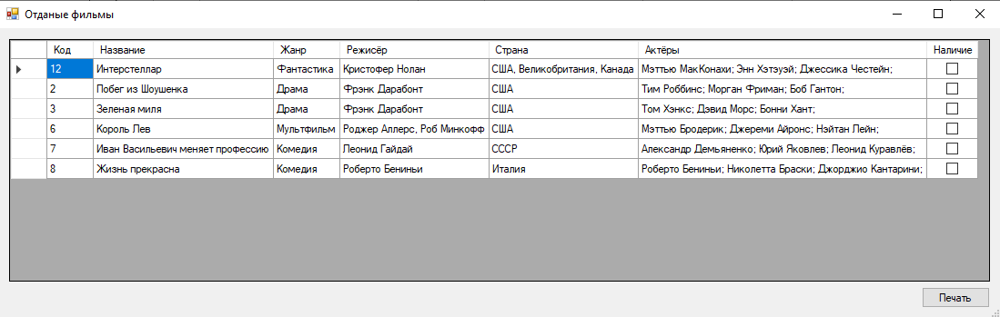 Отданые фильмы
Код Название Жанр Режисёр Страна Актёры Наличие
12 Интерстеллар Фантастика Кристофер Нолан США, Великобритания, Канада Мэттью МакКонахи; Энн Хэтэуэй; Джессика Честейн;
2 Побег из Шоушенка Драма Фрэнк Дарабонт США Тим Роббинс; Морган Фриман; Боб Гантон;
3 Зеленая миля Драма Фрэнк Дарабонт США Том Хэнкс; Дэвид Морс; Бонни Хант;
6 Король Лев Мультфильм Роджер Аллерс, Роб Минкофф США Мэттью Бродерик; Джереми Айронс; Нэйтан Лейн;
7 Иван Васильевич меняет профессию Комедия Леонид Гайдай СССР Александр Демьяненко; Юрий Яковлев; Леонид Куравлёв;
8 Жизнь прекрасна Комедия Роберто Бениньи Италия Роберто Бениньи; Николетта Браски; Джорджио Кантарини;
Печать